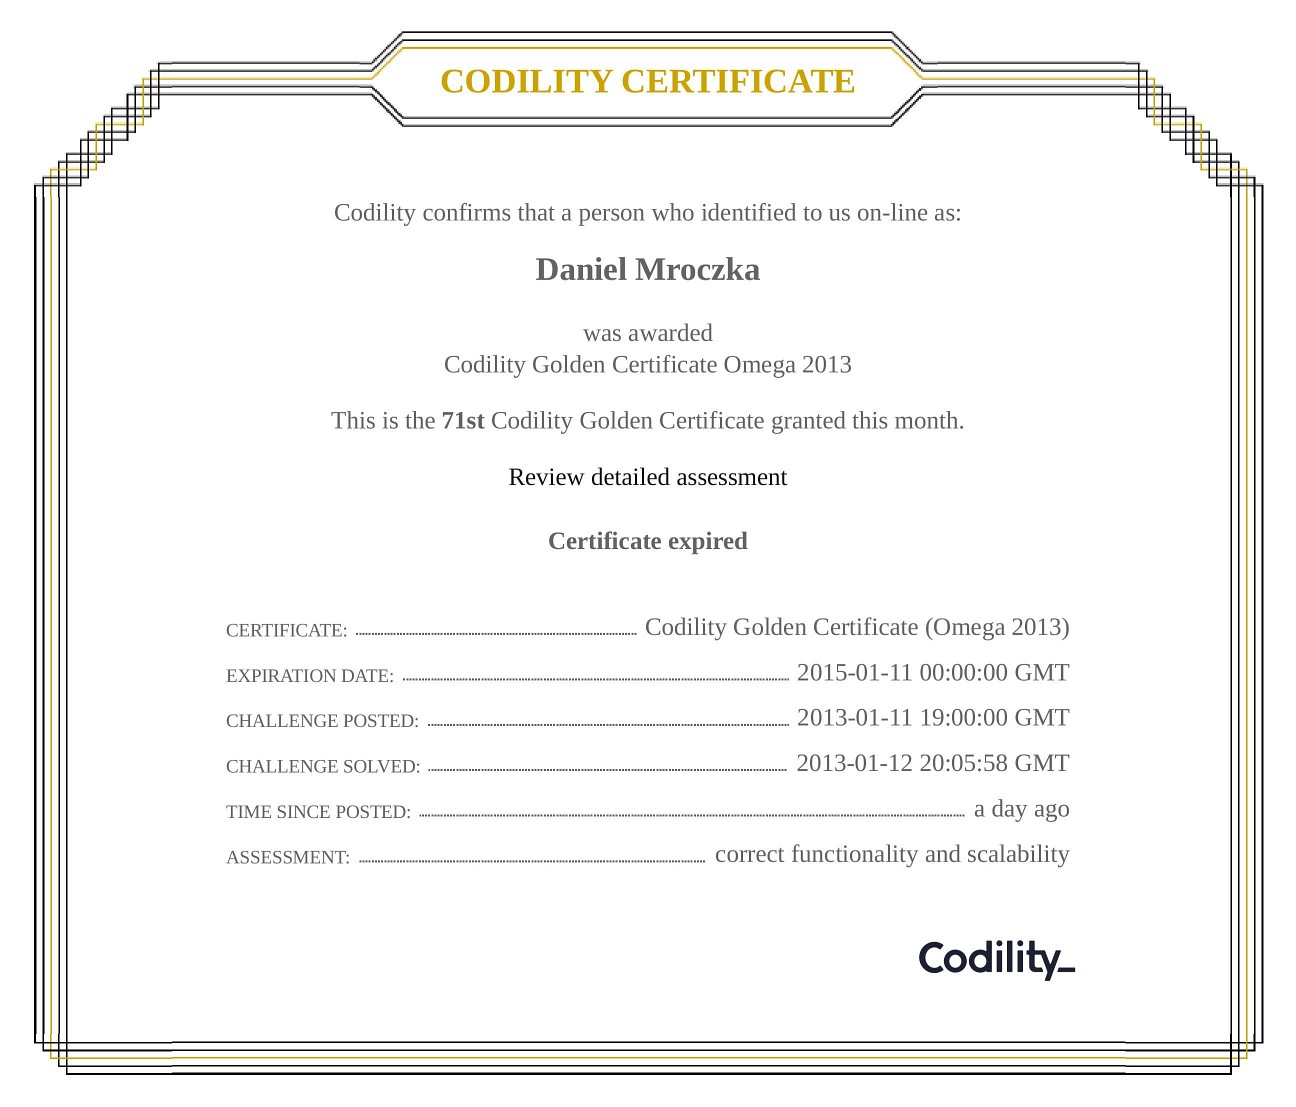 CODILITY CERTIFICATE
Codility confirms that a person who identified to us on-line as:
Daniel Mroczka
was awarded
Codility Golden Certificate Omega 2013
This is the 71st Codility Golden Certificate granted this month.
Review detailed assessment
Certificate expired
CERTIFICATE: Codility Golden Certificate (Omega 2013)
EXPIRATION DATE: 2015-01-11 00:00:00 GMT
CHALLENGE POSTED: 2013-01-11 19:00:00 GMT
CHALLENGE SOLVED: 2013-01-12 20:05:58 GMT
TIME SINCE POSTED: a day ago
ASSESSMENT: correct functionality and scalability
Codility_